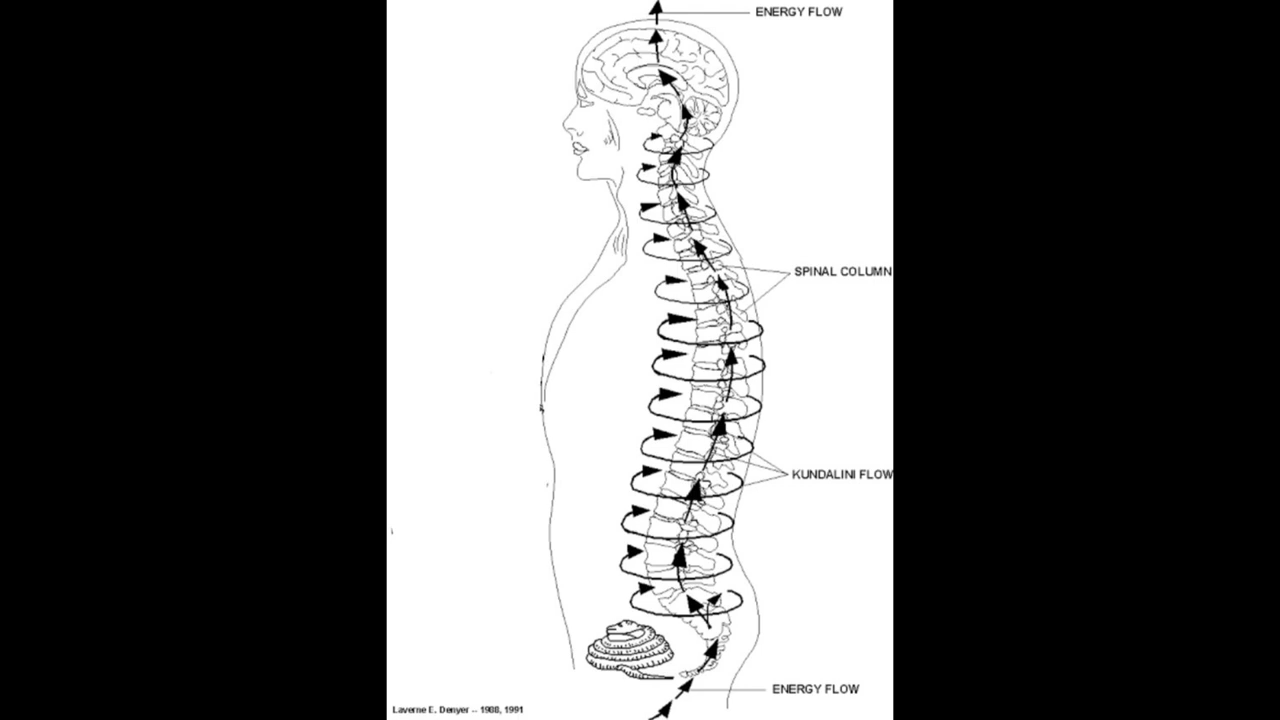 ENERGY FLOW
SPINAL COLUMN
KUNDALINI FLOW
ENERGY FLOW
Laverne E. Denyer -- 1988, 1991